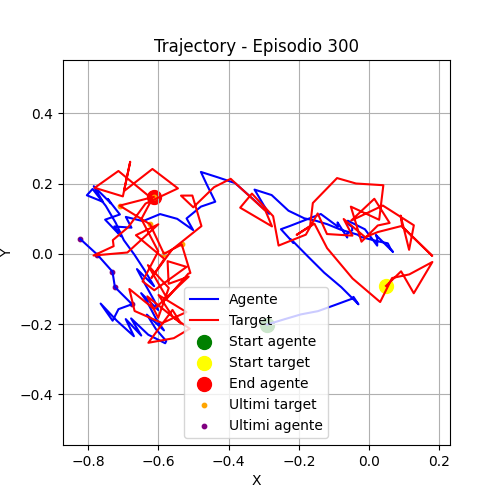 Trajectory - Episodio 300
Y
0.4
0.2
0.0
−0.2
−0.4
Agente
Target
Start agente
Start target
End agente
Ultimi target
Ultimi agente
−0.8
−0.6
−0.4
−0.2
0.0
0.2
X